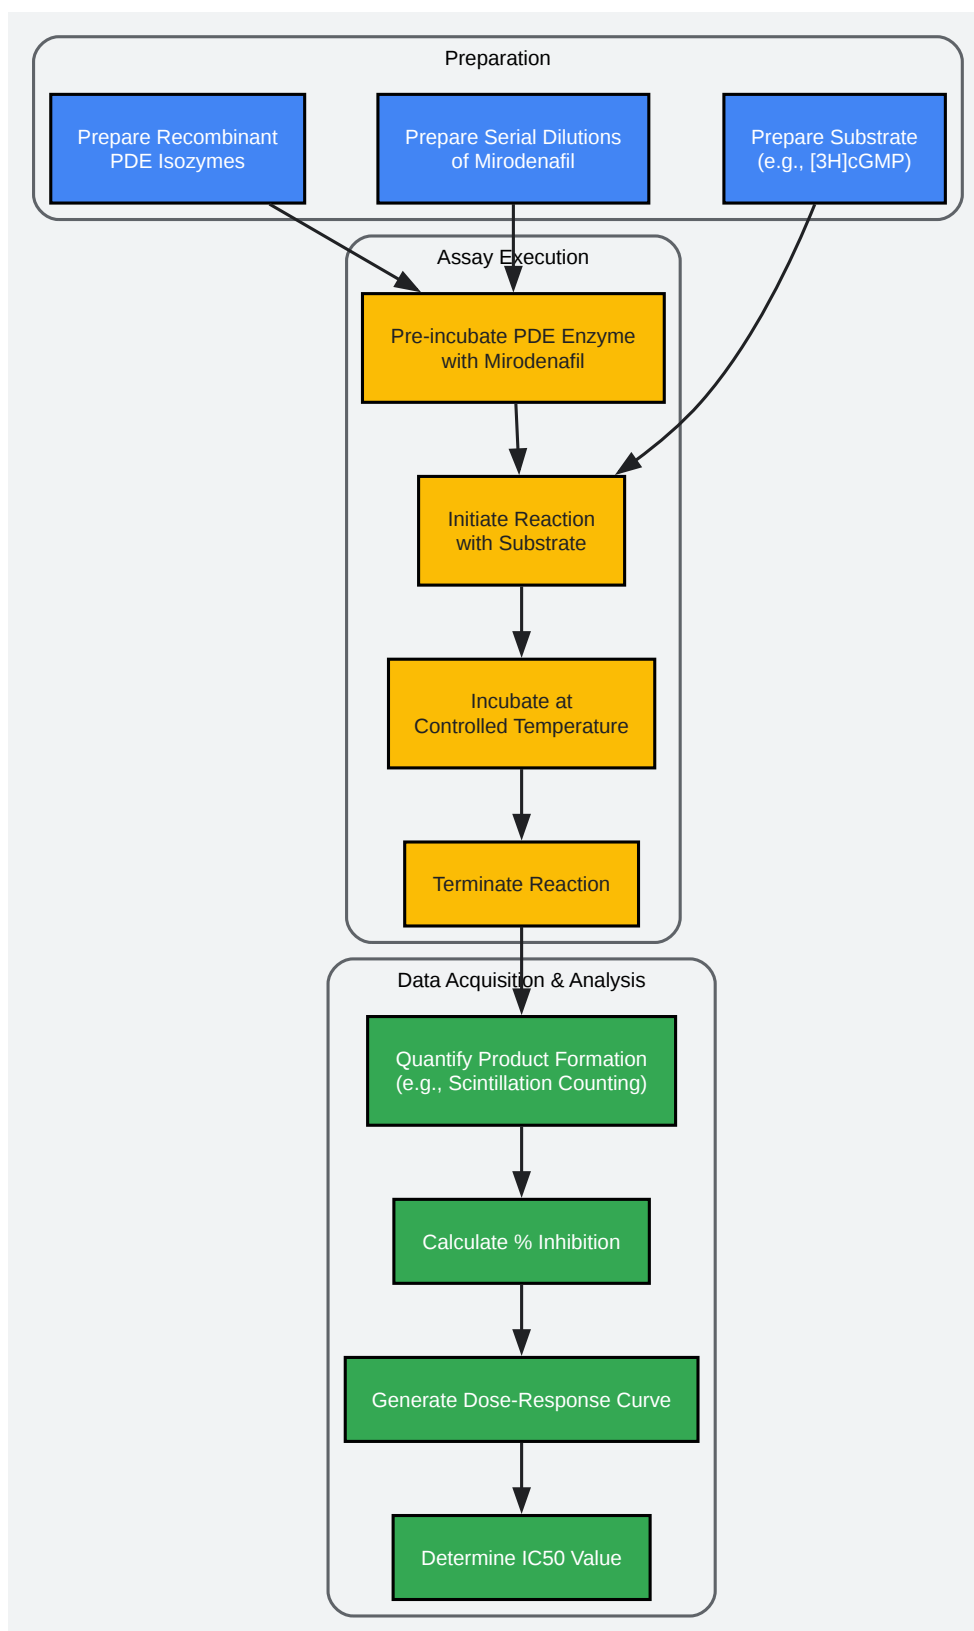 Preparation
Prepare Recombinant
PDE Isozymes
Prepare Serial Dilutions
of Mirodenafil
Prepare Substrate
(e.g., [3H]cGMP)
Assay Execution
Pre-incubate PDE Enzyme
with Mirodenafil
Initiate Reaction
with Substrate
Incubate at
Controlled Temperature
Terminate Reaction
Data Acquisition & Analysis
Quantify Product Formation
(e.g., Scintillation Counting)
Calculate % Inhibition
Generate Dose-Response Curve
Determine IC50 Value